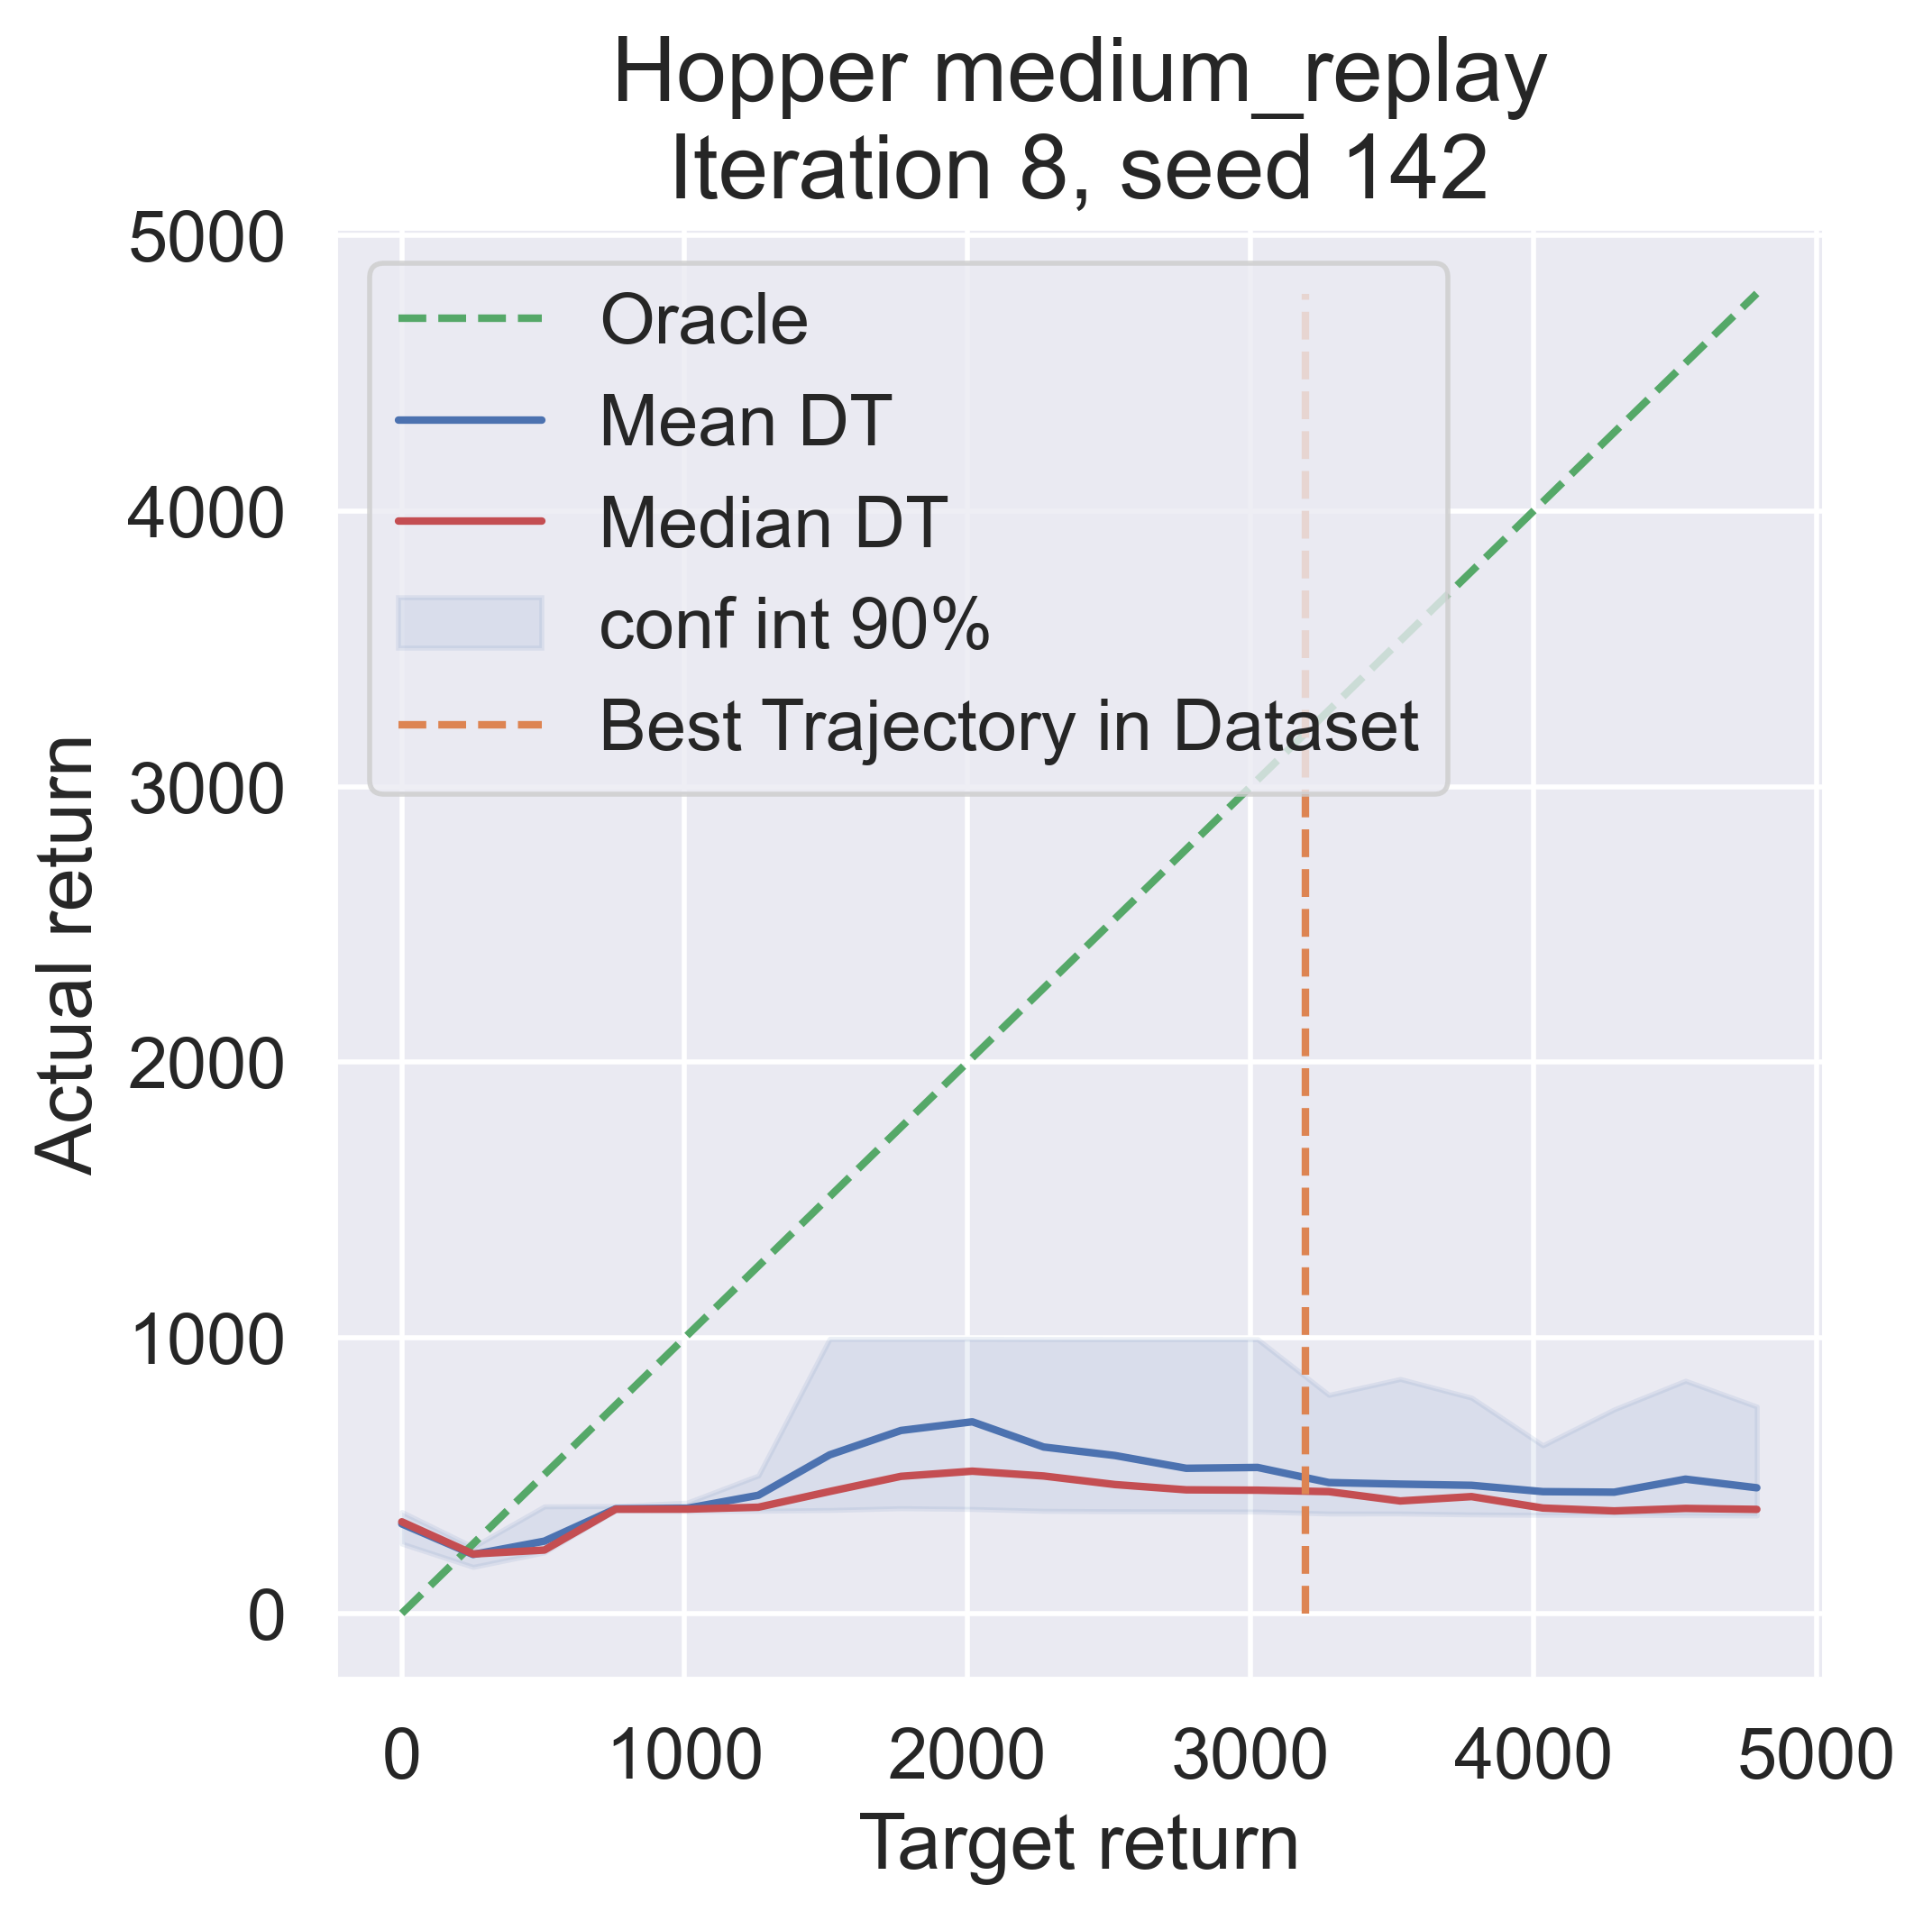 Hopper medium_replay
Iteration 8, seed 142
5000
4000
3000
2000
1000
0
Actual return
Oracle
Mean DT
Median DT
conf int 90%
Best Trajectory in Dataset
0 1000 2000 3000 4000 5000
Target return